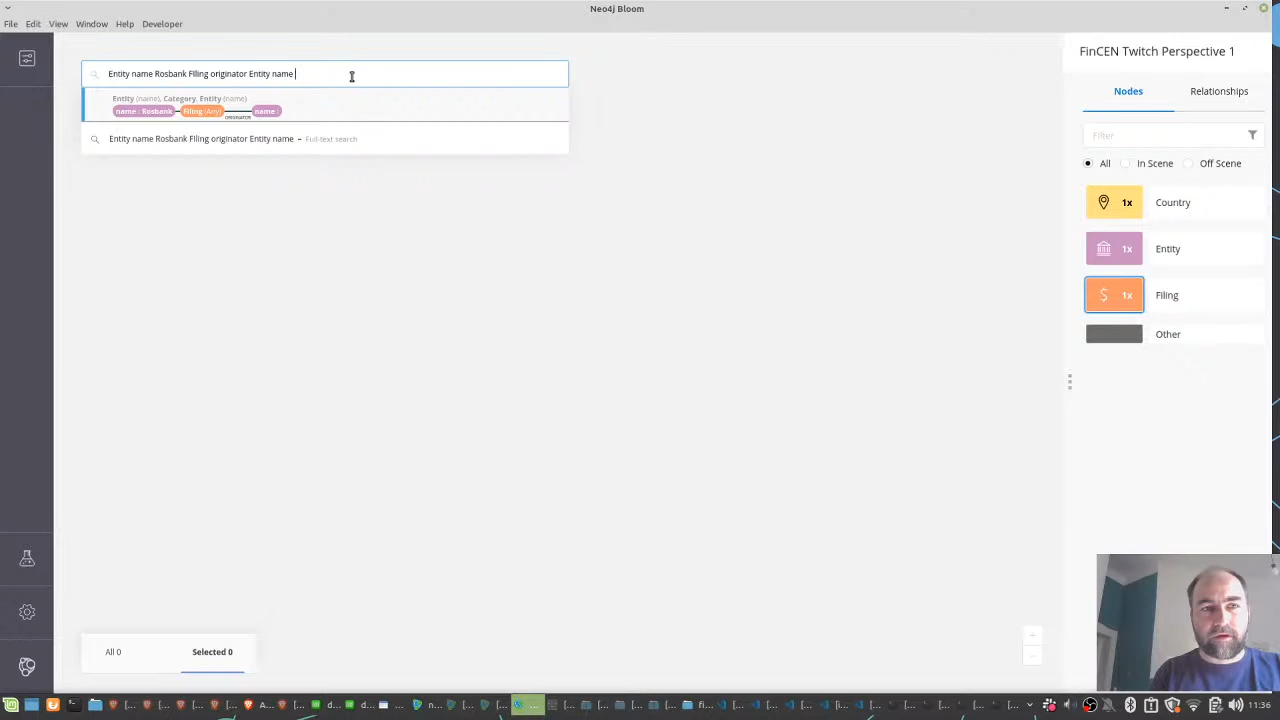 Neo4j Bloom
File Edit View Window Help Developer
Entity name Rosbank FIling originator Entity name
Entity (name), Category, Entity (name)
name : Rosbank Filing (Any) ORIGINATOR name :
Entity name Rosbank FIling originator Entity name – Full-text search
FinCEN Twitch Perspective 1
Nodes Relationships
Filter
All In Scene Off Scene
1x Country
1x Entity
1x Filing
Other
All 0 Selected 0
11:36